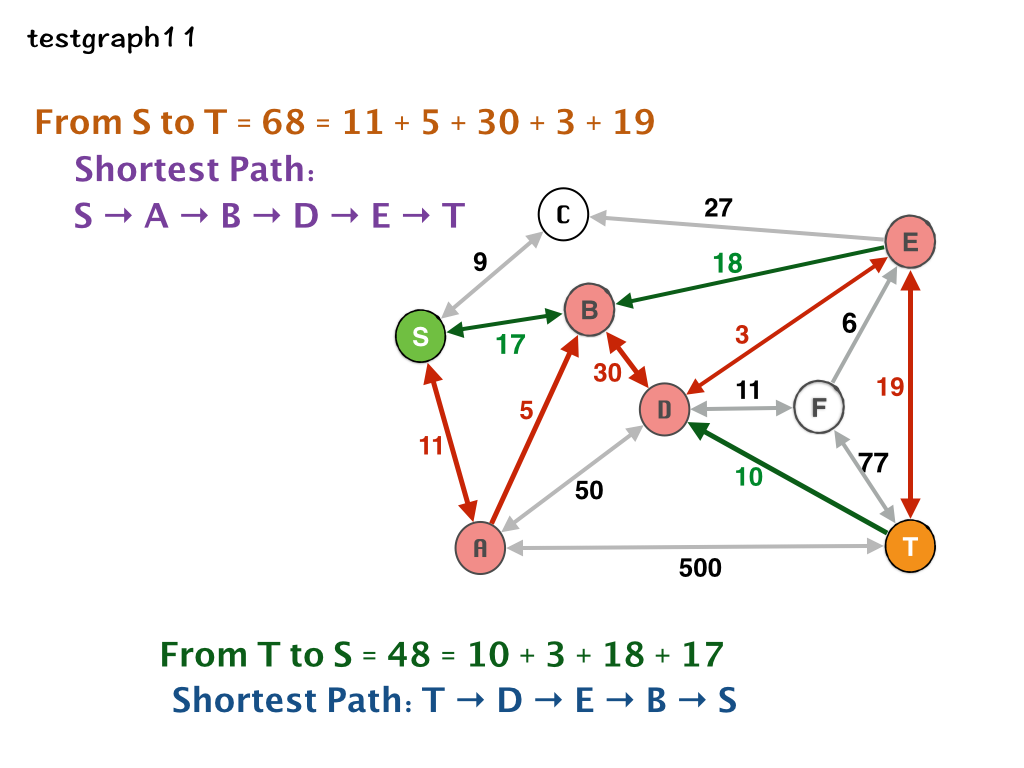 testgraph11
From S to T = 68 = 11 + 5 + 30 + 3 + 19
Shortest Path:
S → A → B → D → E → T
C
27
E
9
18
B
S
17
3
6
30
D
11
F
19
5
11
77
50
10
A
T
500
From T to S = 48 = 10 + 3 + 18 + 17
Shortest Path: T → D → E → B → S